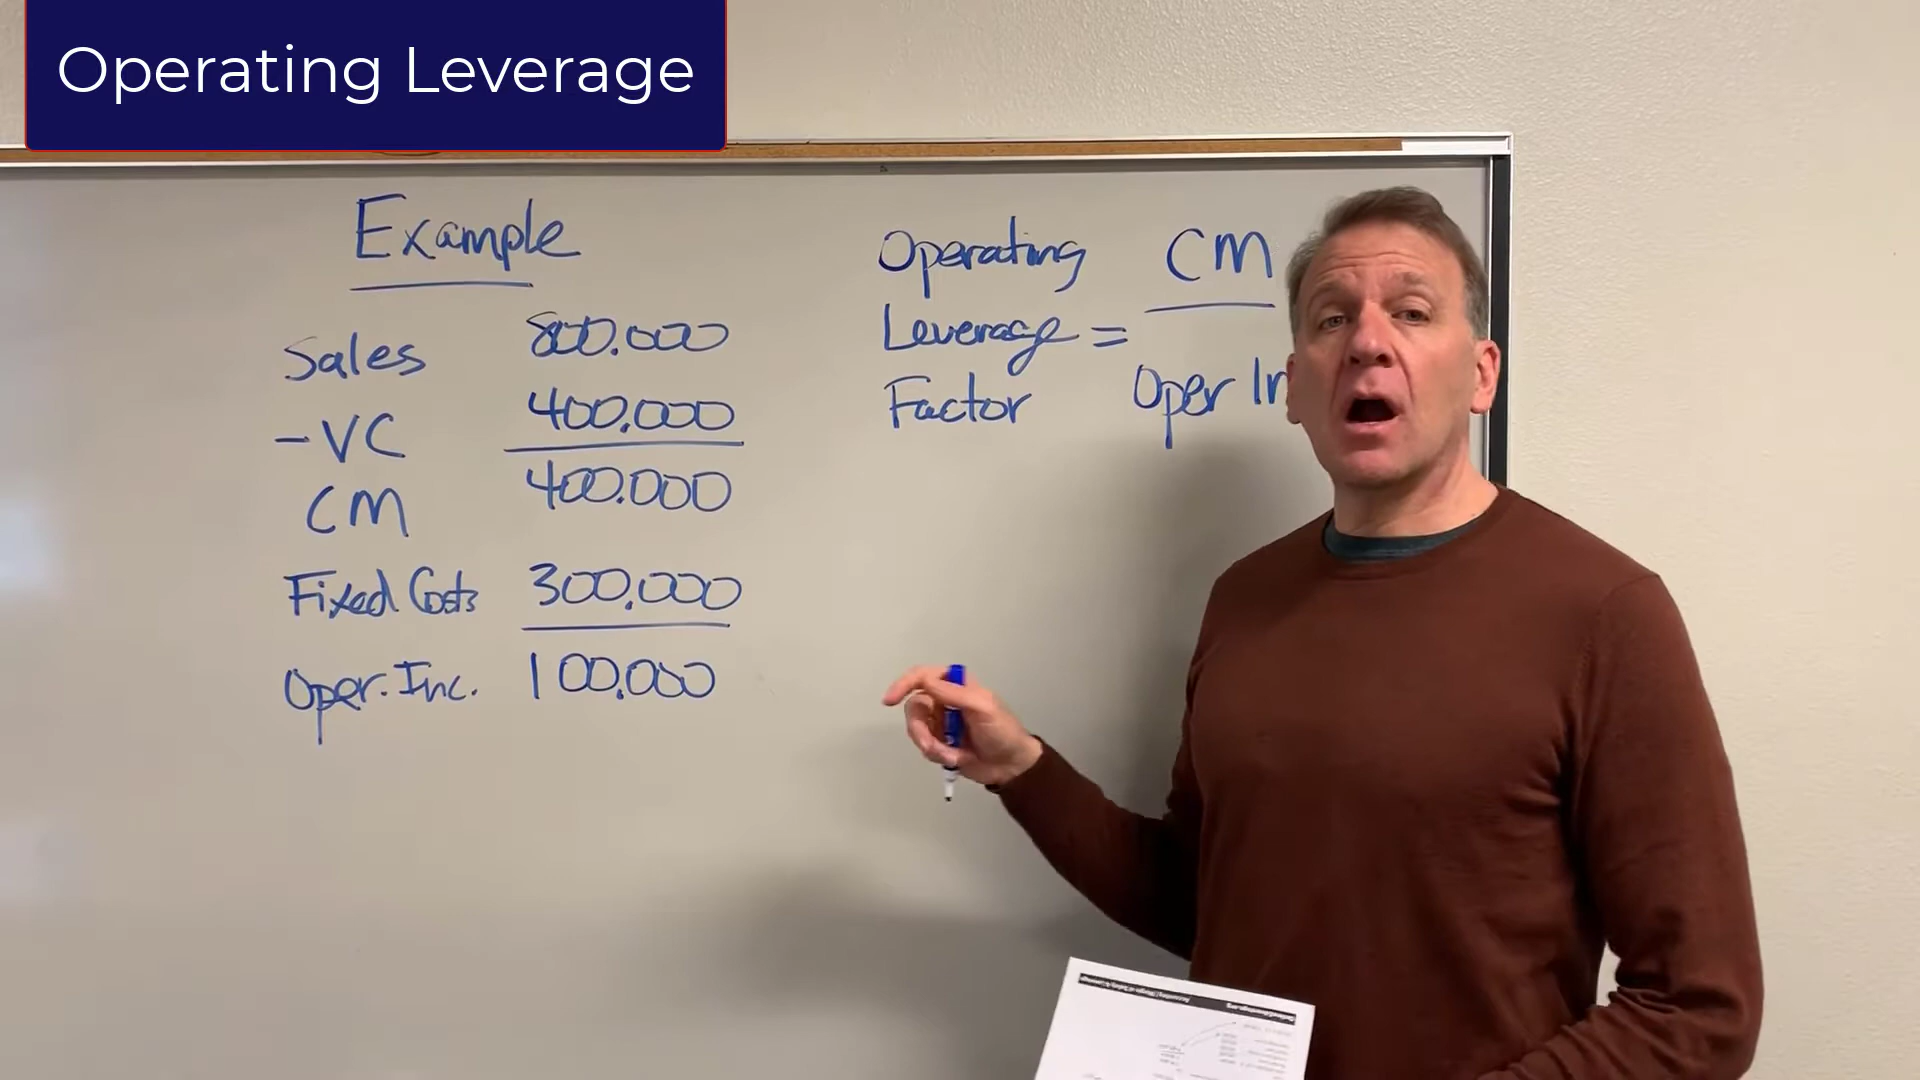 Operating Leverage
Example
Sales 800,000
- VC 400,000
CM 400,000
Fixed Costs 300,000
Oper. Inc. 100,000
Operating
Leverage =
Factor
CM
Oper In